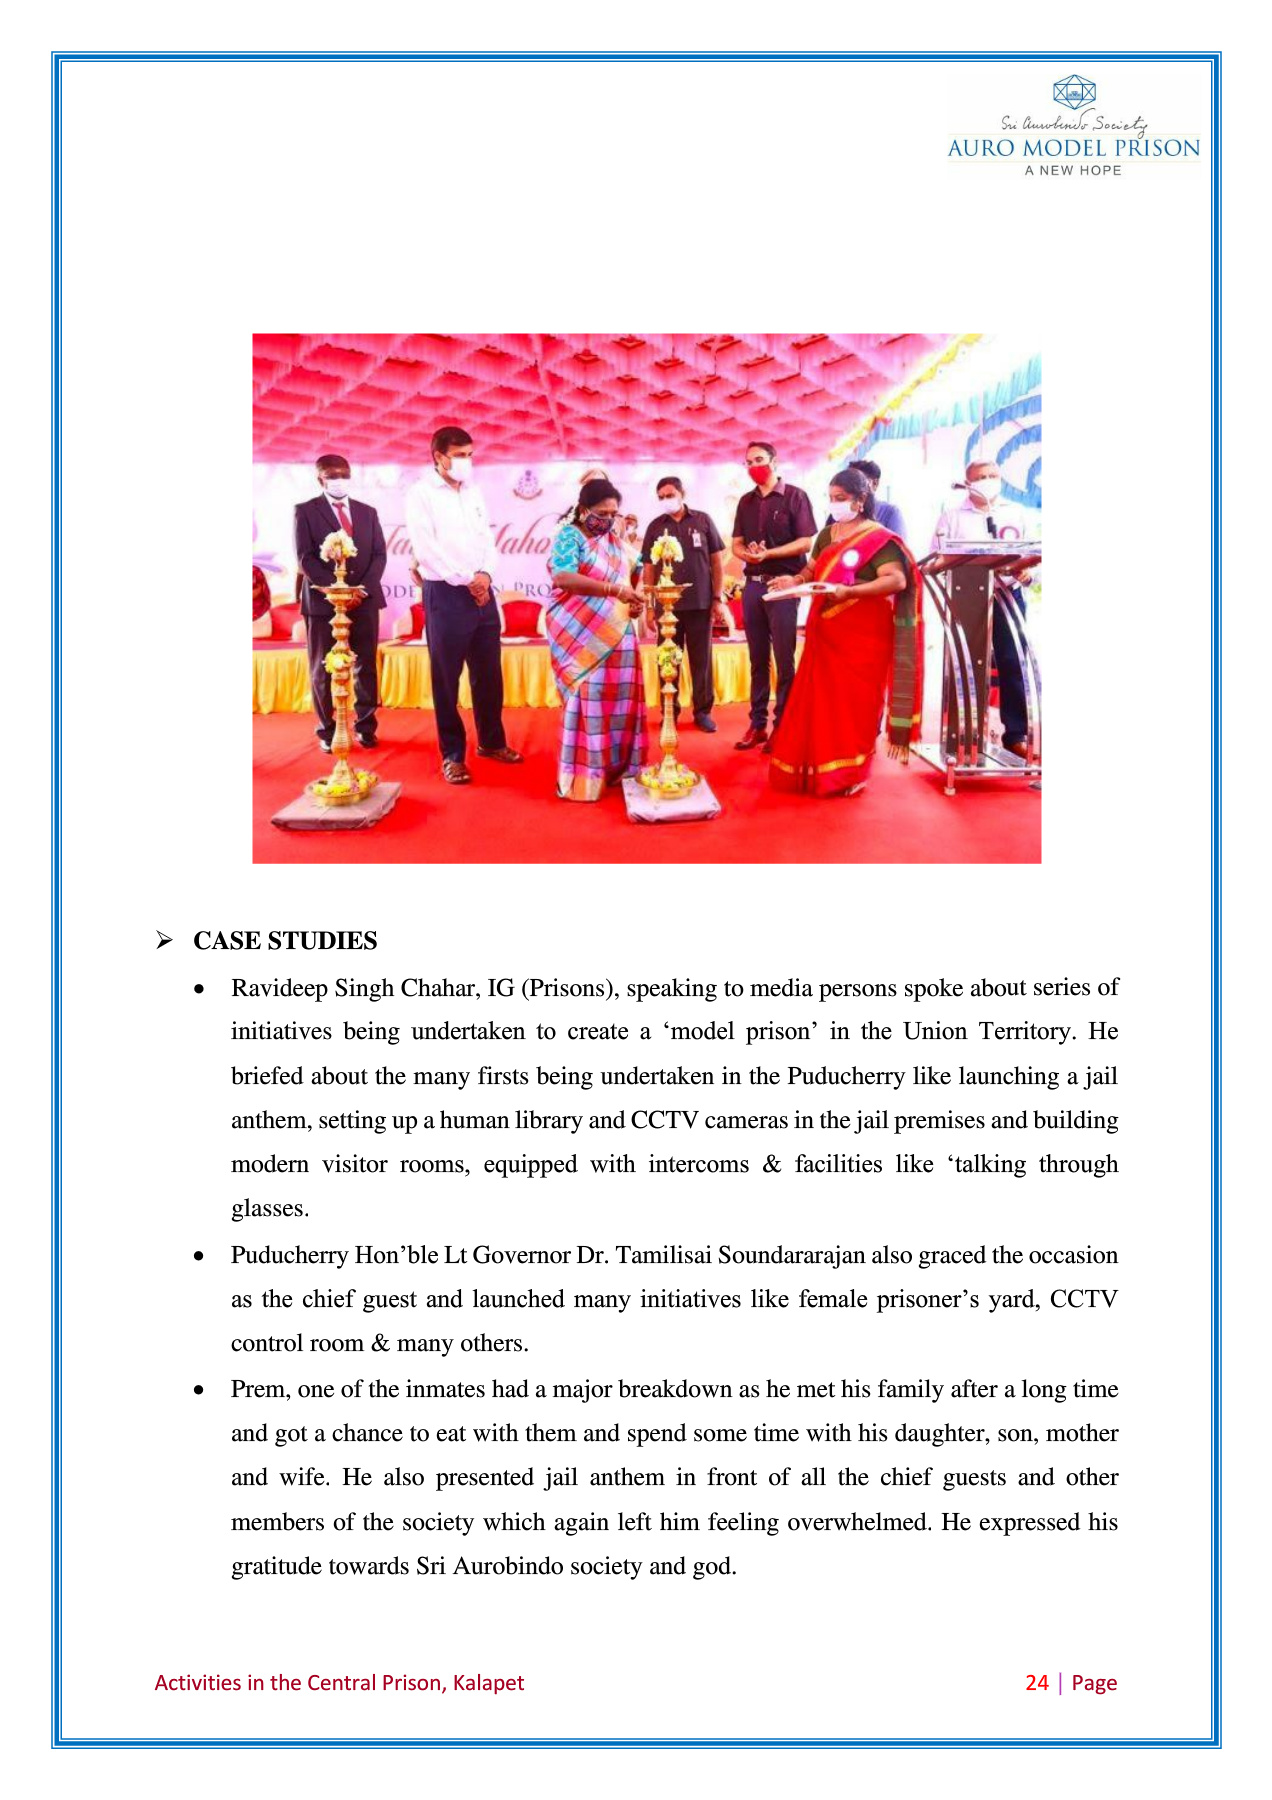 Sri Aurobindo Society
AURO MODEL PRISON
A NEW HOPE
➢ CASE STUDIES
• Ravideep Singh Chahar, IG (Prisons), speaking to media persons spoke about series of
initiatives being undertaken to create a ‘model prison’ in the Union Territory. He
briefed about the many firsts being undertaken in the Puducherry like launching a jail
anthem, setting up a human library and CCTV cameras in the jail premises and building
modern visitor rooms, equipped with intercoms & facilities like ‘talking through
glasses.
• Puducherry Hon’ble Lt Governor Dr. Tamilisai Soundararajan also graced the occasion
as the chief guest and launched many initiatives like female prisoner’s yard, CCTV
control room & many others.
• Prem, one of the inmates had a major breakdown as he met his family after a long time
and got a chance to eat with them and spend some time with his daughter, son, mother
and wife. He also presented jail anthem in front of all the chief guests and other
members of the society which again left him feeling overwhelmed. He expressed his
gratitude towards Sri Aurobindo society and god.
Activities in the Central Prison, Kalapet 24 | Page